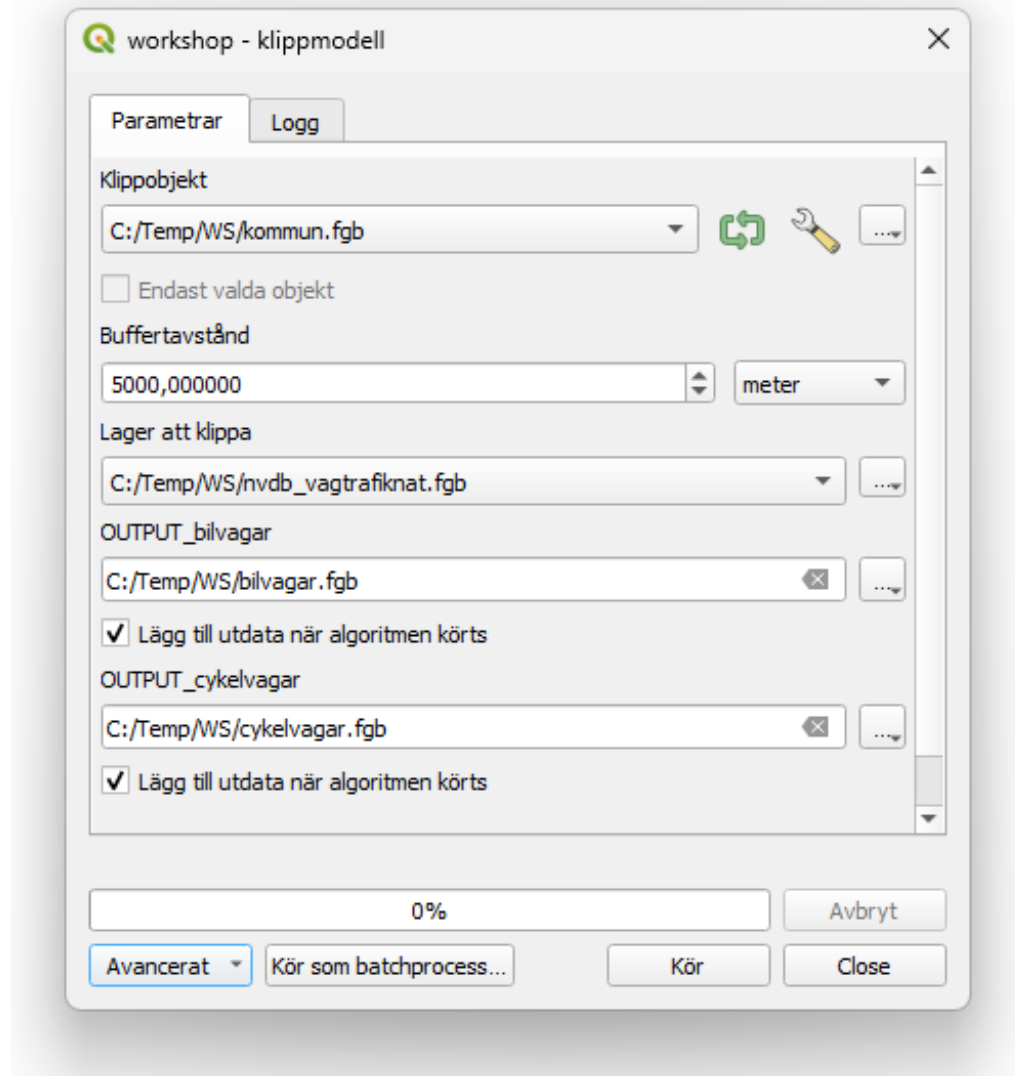 workshop - klippmodell
Parametrar
Logg
Klippobjekt
C:/Temp/WS/kommun.fgb
...
Endast valda objekt
Buffertavstånd
5000,000000
meter
Lager att klippa
C:/Temp/WS/nvdb_vagtrafiknat.fgb
...
OUTPUT_bilvagar
C:/Temp/WS/bilvagar.fgb
...
Lägg till utdata när algoritmen körts
OUTPUT_cykelvagar
C:/Temp/WS/cykelvagar.fgb
...
Lägg till utdata när algoritmen körts
0%
Avbryt
Avancerat
Kör som batchprocess...
Kör
Close